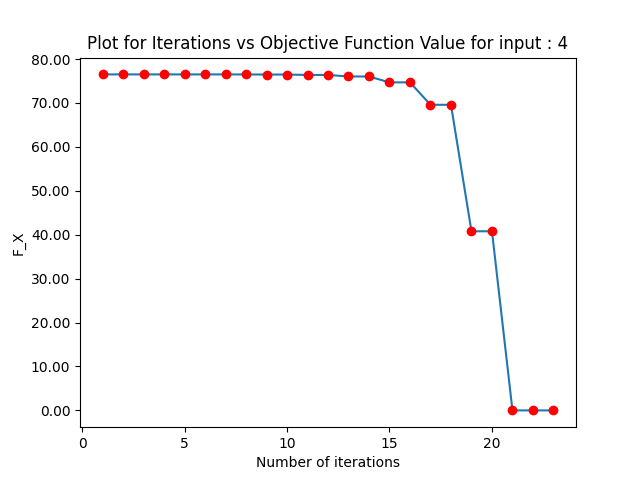 Plot for Iterations vs Objective Function Value for input : 4
80.00
70.00
60.00
50.00
40.00
30.00
20.00
10.00
0.00
F_X
0 5 10 15 20
Number of iterations